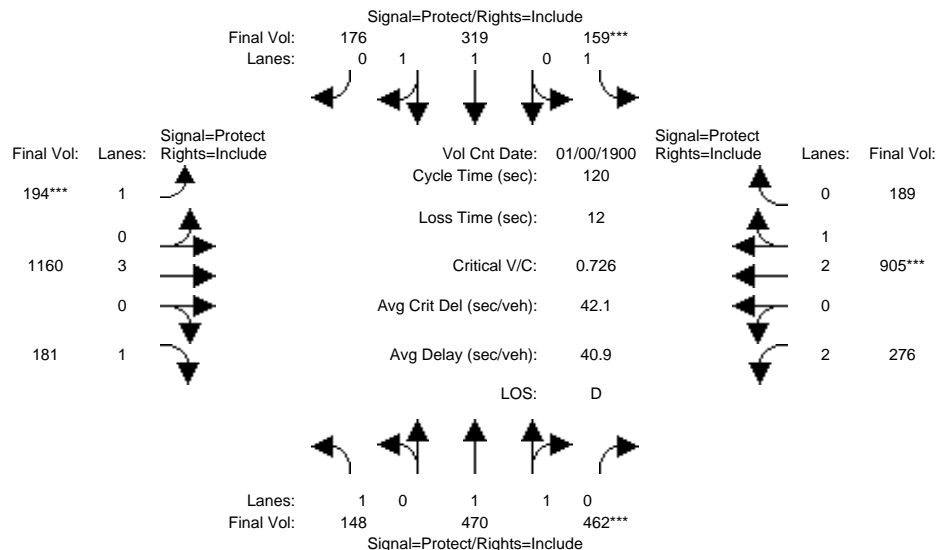 Signal=Protect/Rights=Include
Final Vol: 176 319 159***
Lanes: 0 1 1 0 1
Signal=Protect Signal=Protect
Final Vol: Lanes: Rights=Include Vol Cnt Date: 01/00/1900 Rights=Include Lanes: Final Vol:
Cycle Time (sec): 120
194*** 1 0 189
Loss Time (sec): 12
0 1
1160 3 Critical V/C: 0.726 2 905***
0 Avg Crit Del (sec/veh): 42.1 0
181 1 Avg Delay (sec/veh): 40.9 2 276
LOS: D
Lanes: 1 0 1 1 0
Final Vol: 148 470 462***
Signal=Protect/Rights=Include